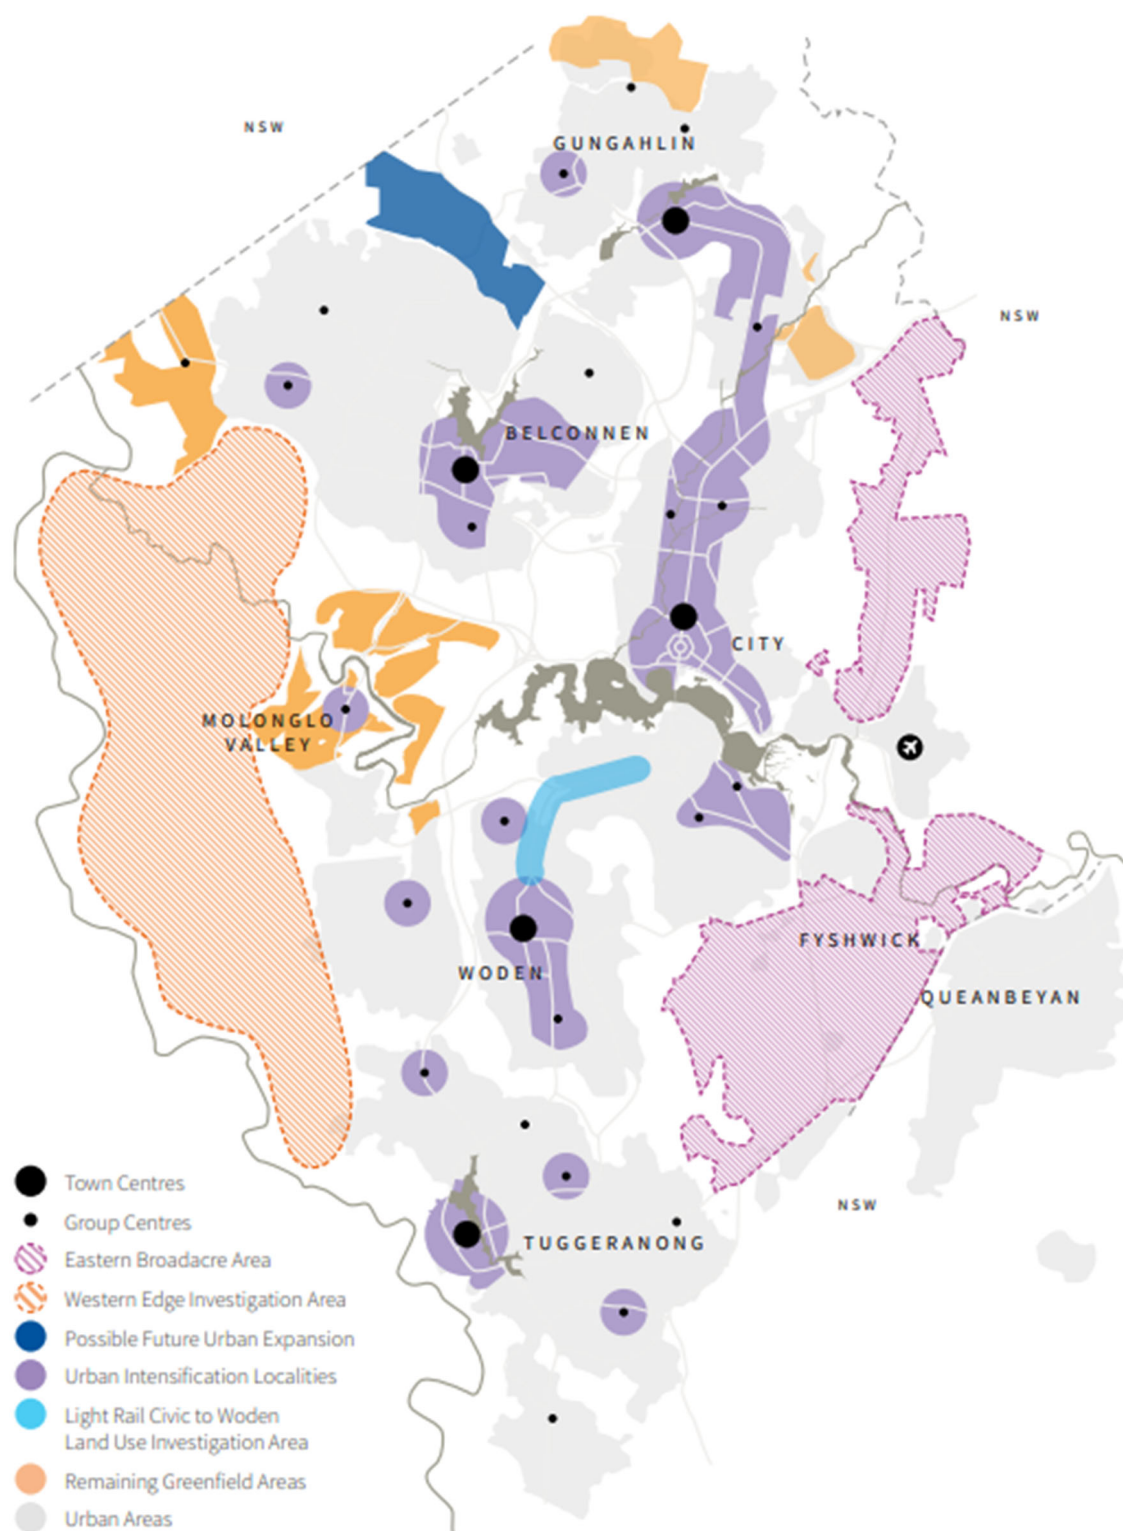 NSW
GUNGAHLIN
NSW
BELCONNEN
CITY
MOLONGLO
VALLEY
FYSHWICK
WODEN
QUEANBEYAN
NSW
TUGGERANONG
Town Centres
Group Centres
Eastern Broadacre Area
Western Edge Investigation Area
Possible Future Urban Expansion
Urban Intensification Localities
Light Rail Civic to Woden
Land Use Investigation Area
Remaining Greenfield Areas
Urban Areas